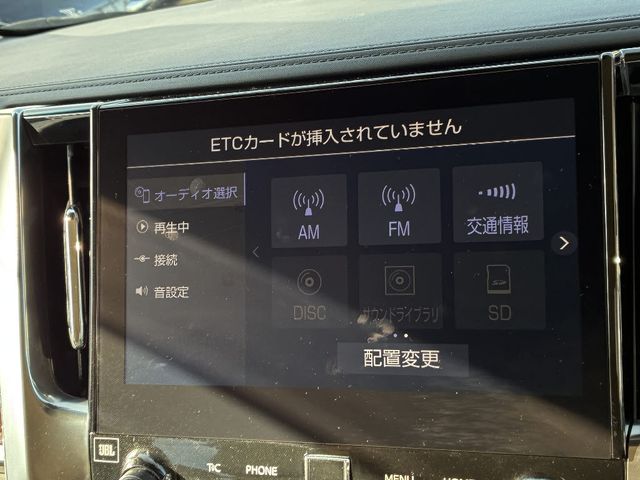 ETCカードが挿入されていません
オーディオ選択
再生中
接続
音設定
AM
FM
交通情報
DISC
サウンドライブラリ
SD
配置変更
JBL
PHONE
MENU